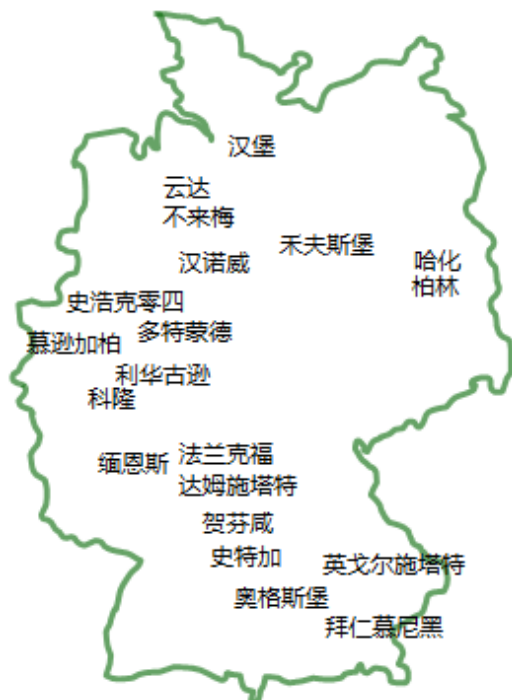 汉堡
云达
不来梅
禾夫斯堡
汉诺威
哈化
柏林
史浩克零四
多特蒙德
慕逊加柏
利华古逊
科隆
法兰克福
缅恩斯
达姆施塔特
贺芬咸
史特加
英戈尔施塔特
奥格斯堡
拜仁慕尼黑